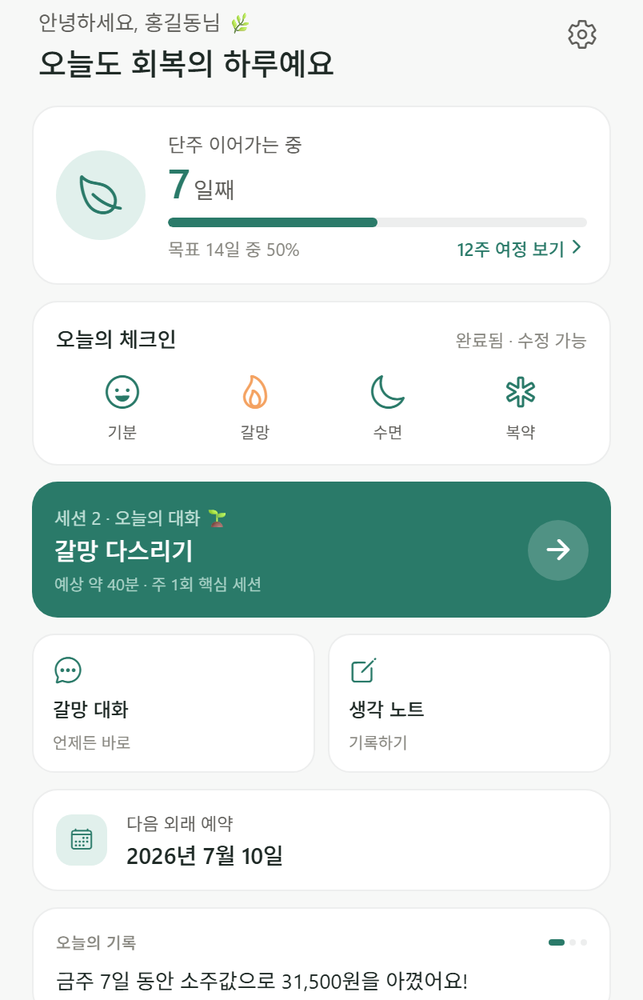 안녕하세요, 홍길동님 🌿
오늘도 회복의 하루예요
단주 이어가는 중
7 일째
목표 14일 중 50%
12주 여정 보기 >
오늘의 체크인
완료됨 · 수정 가능
기분
갈망
수면
복약
세션 2 · 오늘의 대화 🌱
갈망 다스리기
예상 약 40분 · 주 1회 핵심 세션
갈망 대화
언제든 바로
생각 노트
기록하기
다음 외래 예약
2026년 7월 10일
오늘의 기록
금주 7일 동안 소주값으로 31,500원을 아꼈어요!